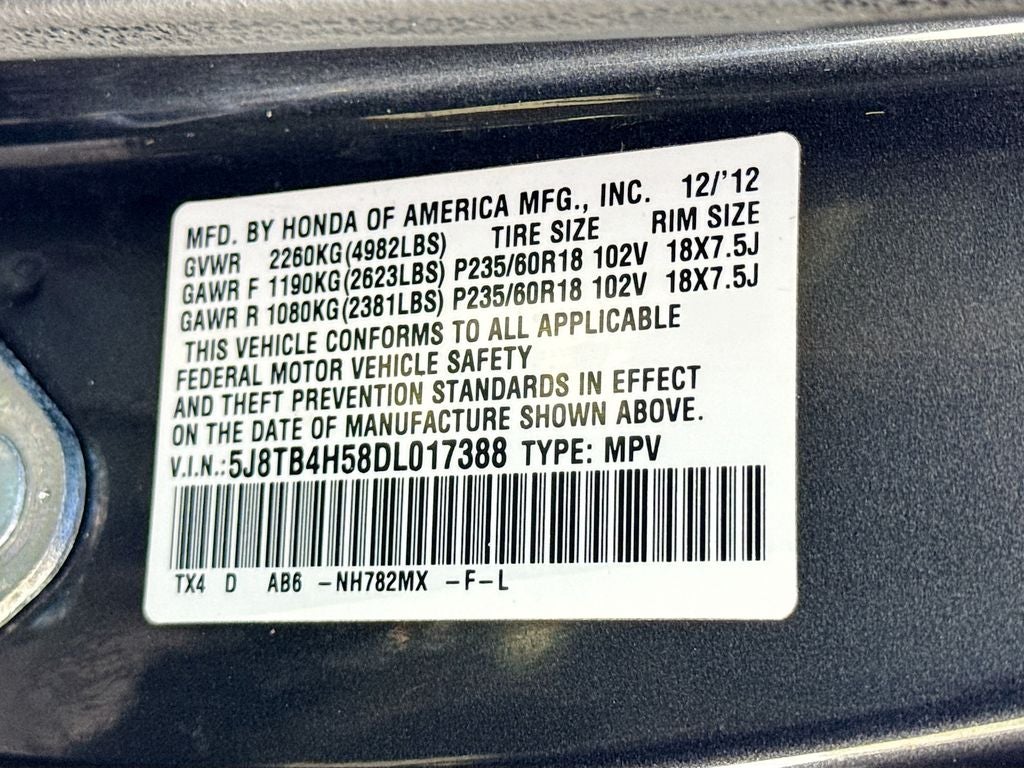 MFD. BY HONDA OF AMERICA MFG., INC. 12/'12
GVWR 2260KG(4982LBS) TIRE SIZE RIM SIZE
GAWR F 1190KG(2623LBS) P235/60R18 102V 18X7.5J
GAWR R 1080KG(2381LBS) P235/60R18 102V 18X7.5J
THIS VEHICLE CONFORMS TO ALL APPLICABLE
FEDERAL MOTOR VEHICLE SAFETY
AND THEFT PREVENTION STANDARDS IN EFFECT
ON THE DATE OF MANUFACTURE SHOWN ABOVE.
V.I.N.:5J8TB4H58DL017388 TYPE: MPV
TX4 D AB6 -NH782MX -F-L